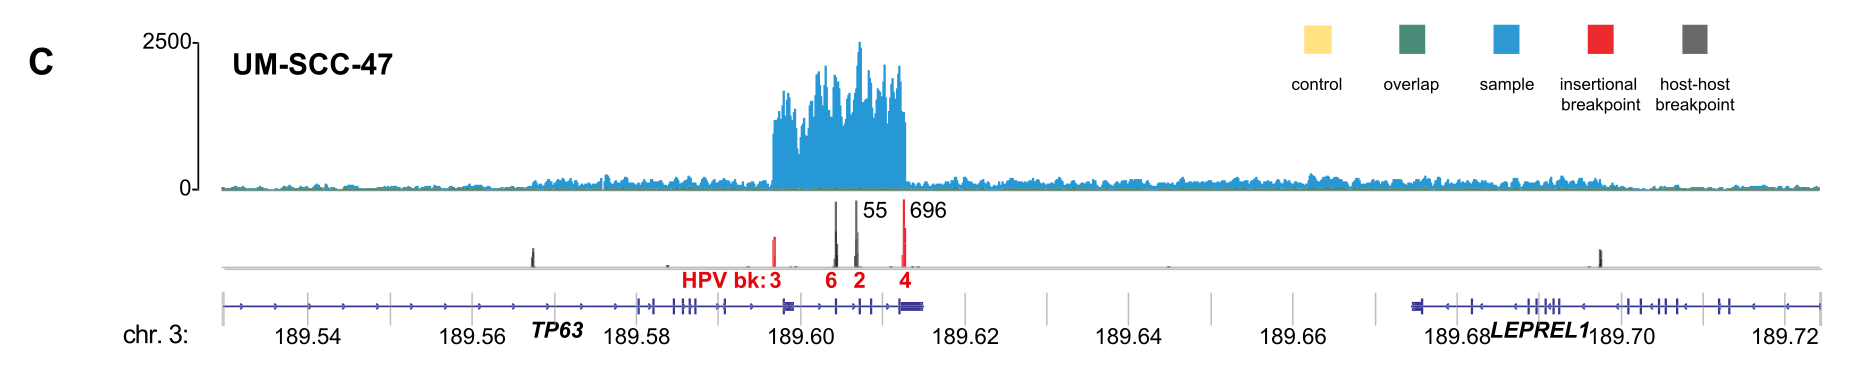 C
2500
UM-SCC-47
0
control
overlap
sample
insertional
breakpoint
host-host
breakpoint
55
696
HPV bk: 3 6 2 4
TP63
LEPREL1
chr. 3: 189.54 189.56 189.58 189.60 189.62 189.64 189.66 189.68 189.70 189.72